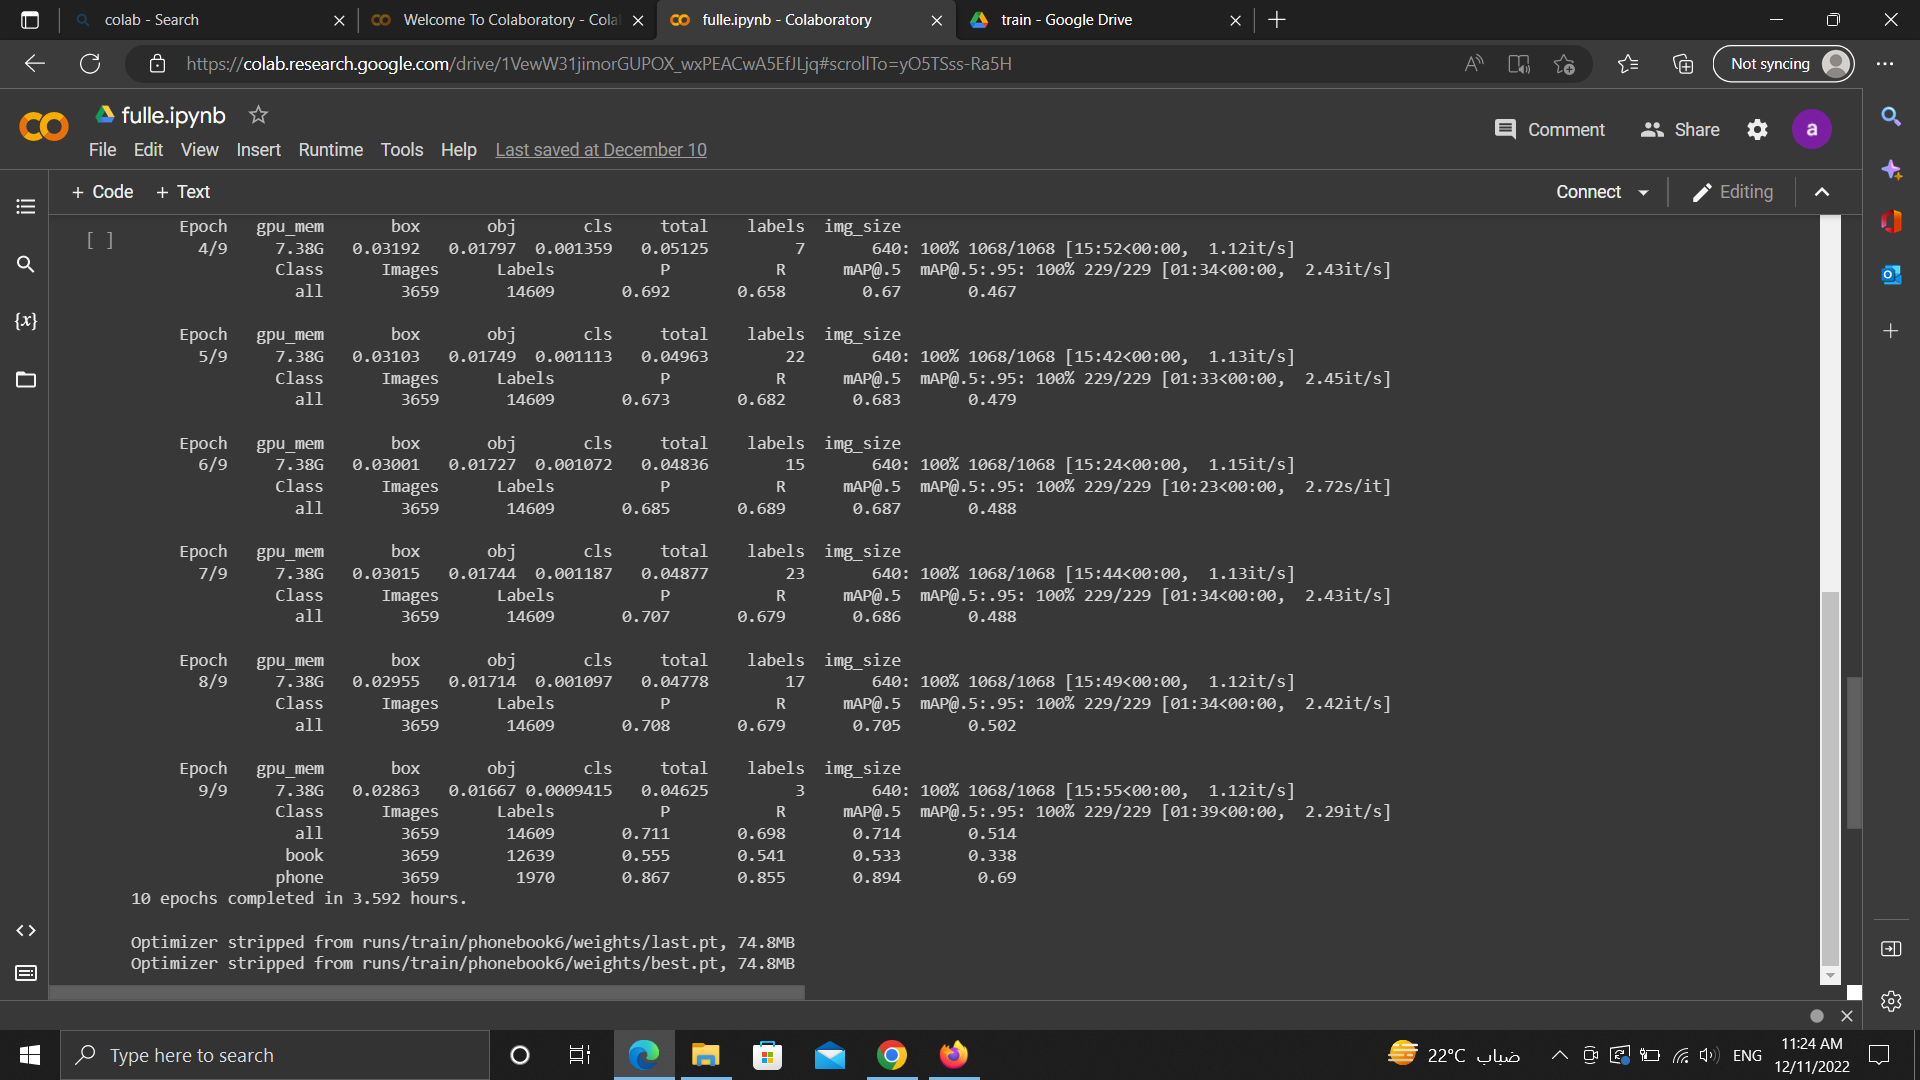 colab - Search
Welcome To Colaboratory - Cola
fulle.ipynb - Colaboratory
train - Google Drive
https://colab.research.google.com/drive/1VewW31jimorGUPOX_wxPEACwA5EfJLjq#scrollTo=yO5TSss-Ra5H
Not syncing
fulle.ipynb
Comment
Share
a
File Edit View Insert Runtime Tools Help Last saved at December 10
+ Code + Text
Connect
Editing
Epoch gpu_mem box obj cls total labels img_size
[ ]
4/9 7.38G 0.03192 0.01797 0.001359 0.05125 7 640: 100% 1068/1068 [15:52<00:00, 1.12it/s]
Class Images Labels P R mAP@.5 mAP@.5:.95: 100% 229/229 [01:34<00:00, 2.43it/s]
all 3659 14609 0.692 0.658 0.67 0.467
Epoch gpu_mem box obj cls total labels img_size
5/9 7.38G 0.03103 0.01749 0.001113 0.04963 22 640: 100% 1068/1068 [15:42<00:00, 1.13it/s]
Class Images Labels P R mAP@.5 mAP@.5:.95: 100% 229/229 [01:33<00:00, 2.45it/s]
all 3659 14609 0.673 0.682 0.683 0.479
Epoch gpu_mem box obj cls total labels img_size
6/9 7.38G 0.03001 0.01727 0.001072 0.04836 15 640: 100% 1068/1068 [15:24<00:00, 1.15it/s]
Class Images Labels P R mAP@.5 mAP@.5:.95: 100% 229/229 [10:23<00:00, 2.72s/it]
all 3659 14609 0.685 0.689 0.687 0.488
Epoch gpu_mem box obj cls total labels img_size
7/9 7.38G 0.03015 0.01744 0.001187 0.04877 23 640: 100% 1068/1068 [15:44<00:00, 1.13it/s]
Class Images Labels P R mAP@.5 mAP@.5:.95: 100% 229/229 [01:34<00:00, 2.43it/s]
all 3659 14609 0.707 0.679 0.686 0.488
Epoch gpu_mem box obj cls total labels img_size
8/9 7.38G 0.02955 0.01714 0.001097 0.04778 17 640: 100% 1068/1068 [15:49<00:00, 1.12it/s]
Class Images Labels P R mAP@.5 mAP@.5:.95: 100% 229/229 [01:34<00:00, 2.42it/s]
all 3659 14609 0.708 0.679 0.705 0.502
Epoch gpu_mem box obj cls total labels img_size
9/9 7.38G 0.02863 0.01667 0.0009415 0.04625 3 640: 100% 1068/1068 [15:55<00:00, 1.12it/s]
Class Images Labels P R mAP@.5 mAP@.5:.95: 100% 229/229 [01:39<00:00, 2.29it/s]
all 3659 14609 0.711 0.698 0.714 0.514
book 3659 12639 0.555 0.541 0.533 0.338
phone 3659 1970 0.867 0.855 0.894 0.69
10 epochs completed in 3.592 hours.
Optimizer stripped from runs/train/phonebook6/weights/last.pt, 74.8MB
Optimizer stripped from runs/train/phonebook6/weights/best.pt, 74.8MB
Type here to search
22°C ضباب
ENG
11:24 AM
12/11/2022